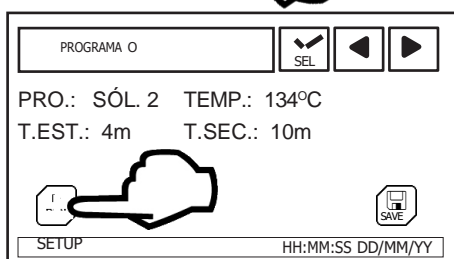 PROGRAMA O
SEL
PRO.: SÓL. 2 TEMP.: 134ºC
T.EST.: 4m T.SEC.: 10m
SAVE
SETUP HH:MM:SS DD/MM/YY